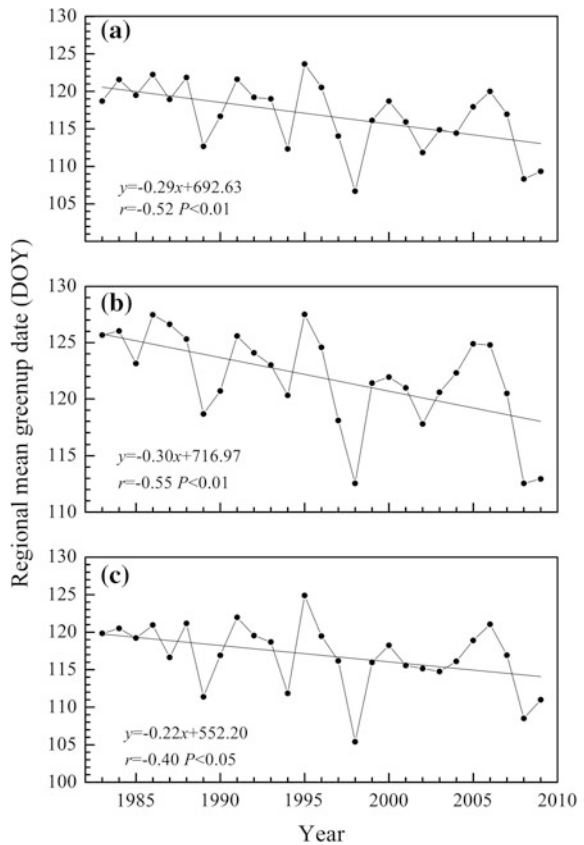 130
(a)
125
120
115
110
y=-0.29x+692.63
105
r=-0.52 P<0.01
130
(b)
125
120
115
y=-0.30x+716.97
r=-0.55 P<0.01
110
130
(c)
125
120
115
110
105
y=-0.22x+552.20
r=-0.40 P<0.05
100
1985 1990 1995 2000 2005 2010
Year
Regional mean greenup date (DOY)